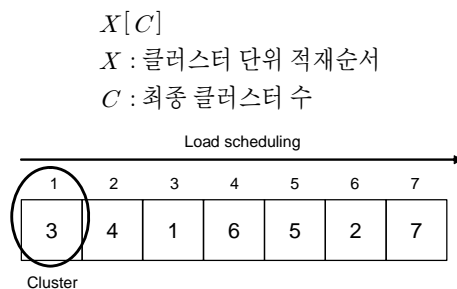 X[C]
X : 클러스터 단위 적재순서
C : 최종 클러스터 수
Load scheduling
1 2 3 4 5 6 7
3 4 1 6 5 2 7
Cluster